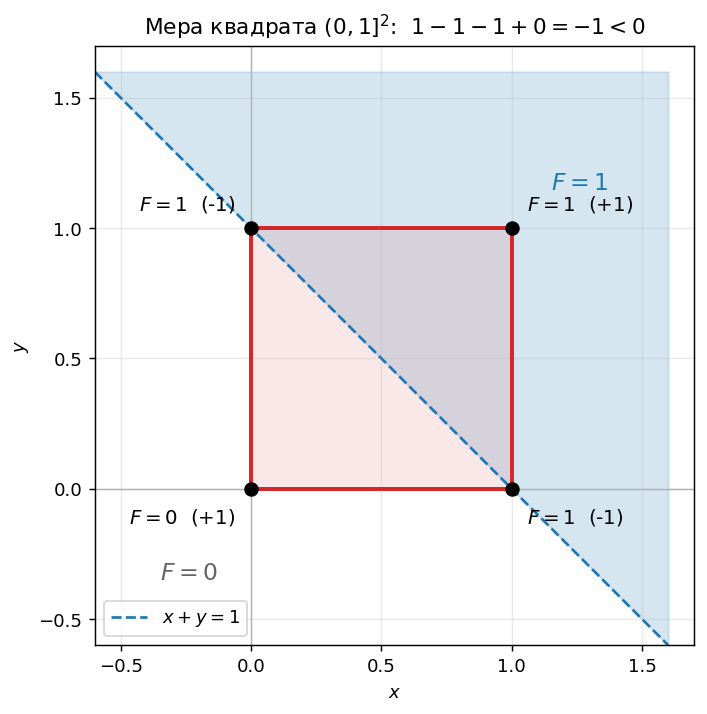 Мера квадрата (0, 1]²: 1 − 1 − 1 + 0 = −1 < 0
1.5
F = 1
F = 1 (-1)
F = 1 (+1)
1.0
y
0.5
0.0
F = 0 (+1)
F = 1 (-1)
F = 0
x + y = 1
−0.5
−0.5 0.0 0.5 1.0 1.5
x